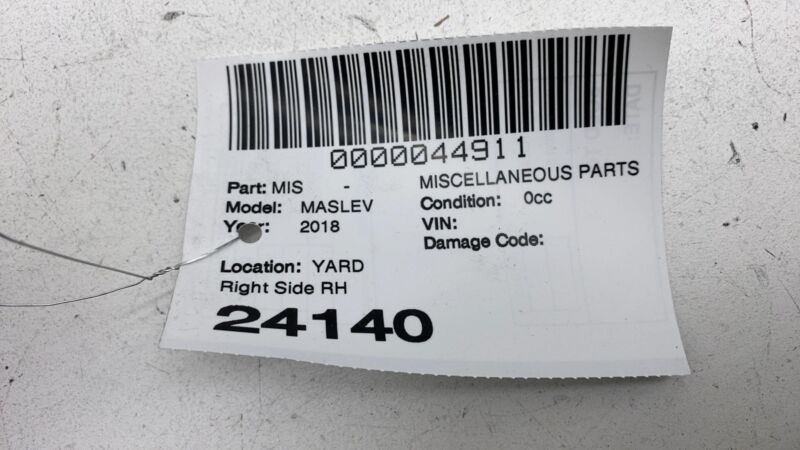 0000044911
Part: MIS - MISCELLANEOUS PARTS
Model: MASLEV Condition: 0cc
Year: 2018 VIN:
Damage Code:
Location: YARD
Right Side RH
24140